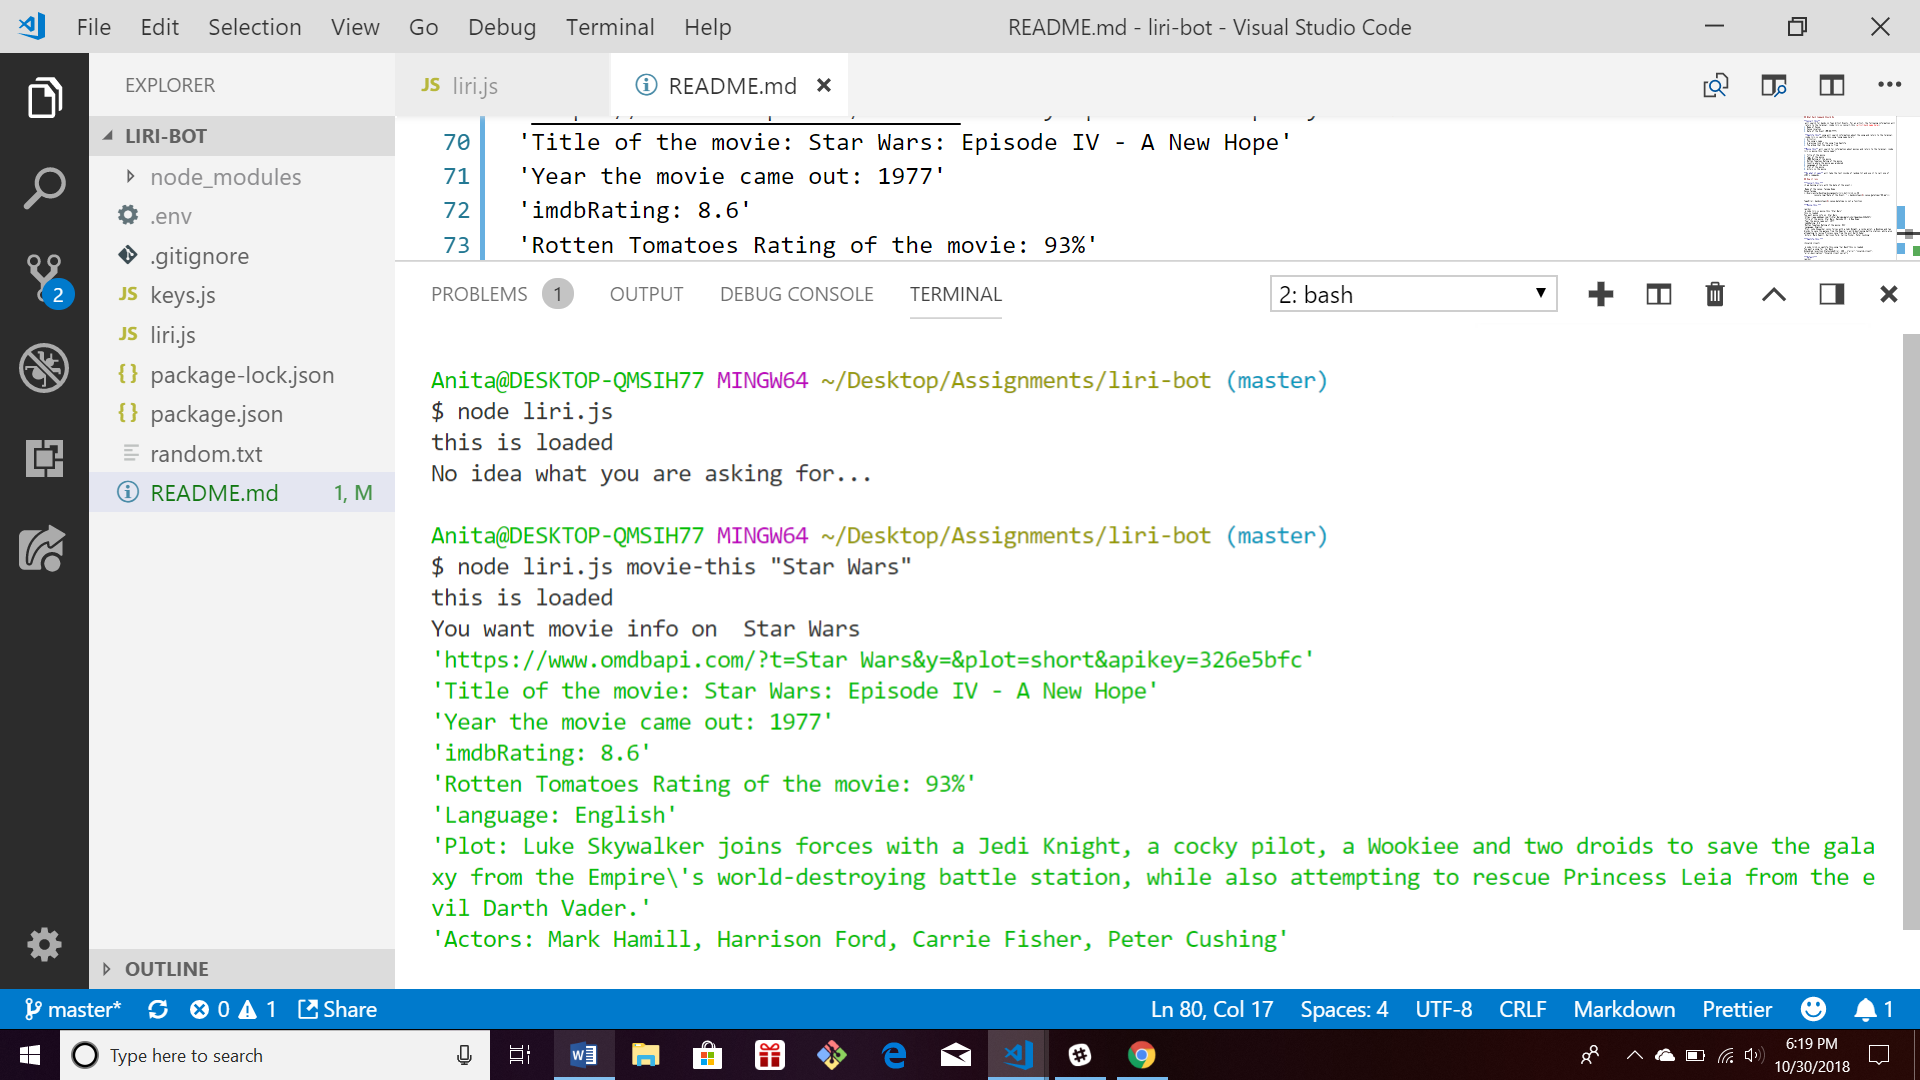 File Edit Selection View Go Debug Terminal Help
README.md - liri-bot - Visual Studio Code
EXPLORER
JS liri.js
README.md
LIRI-BOT
node_modules
.env
.gitignore
JS keys.js
JS liri.js
{ } package-lock.json
{ } package.json
random.txt
README.md 1, M
OUTLINE
2
70 'Title of the movie: Star Wars: Episode IV - A New Hope'
71 'Year the movie came out: 1977'
72 'imdbRating: 8.6'
73 'Rotten Tomatoes Rating of the movie: 93%'
PROBLEMS 1 OUTPUT DEBUG CONSOLE TERMINAL
2: bash
Anita@DESKTOP-QMSIH77 MINGW64 ~/Desktop/Assignments/liri-bot (master)
$ node liri.js
this is loaded
No idea what you are asking for...
Anita@DESKTOP-QMSIH77 MINGW64 ~/Desktop/Assignments/liri-bot (master)
$ node liri.js movie-this "Star Wars"
this is loaded
You want movie info on  Star Wars
'https://www.omdbapi.com/?t=Star Wars&y=&plot=short&apikey=326e5bfc'
'Title of the movie: Star Wars: Episode IV - A New Hope'
'Year the movie came out: 1977'
'imdbRating: 8.6'
'Rotten Tomatoes Rating of the movie: 93%'
'Language: English'
'Plot: Luke Skywalker joins forces with a Jedi Knight, a cocky pilot, a Wookiee and two droids to save the gala
xy from the Empire\'s world-destroying battle station, while also attempting to rescue Princess Leia from the e
vil Darth Vader.'
'Actors: Mark Hamill, Harrison Ford, Carrie Fisher, Peter Cushing'
master* 0 1 Share
Ln 80, Col 17 Spaces: 4 UTF-8 CRLF Markdown Prettier 1
Type here to search
6:19 PM
10/30/2018